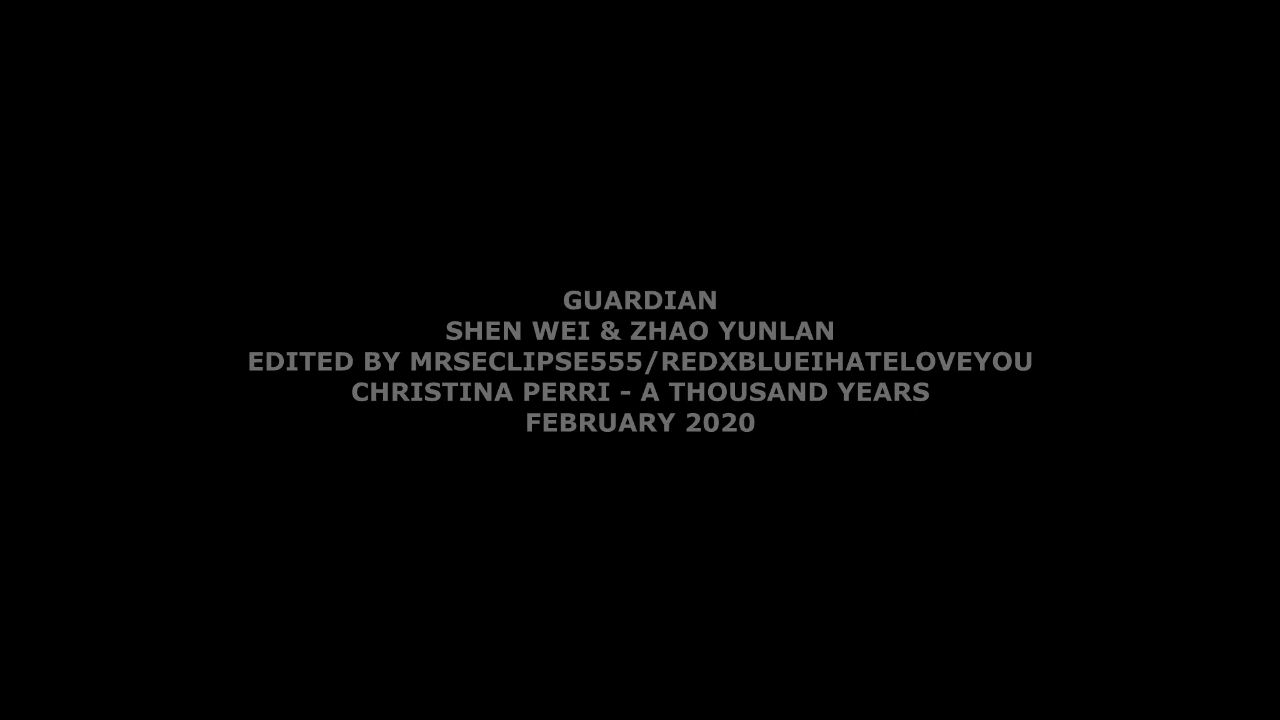 GUARDIAN
SHEN WEI & ZHAO YUNLAN
EDITED BY MRSECLIPSE555/REDXBLUEIHATELOVEYOU
CHRISTINA PERRI - A THOUSAND YEARS
FEBRUARY 2020